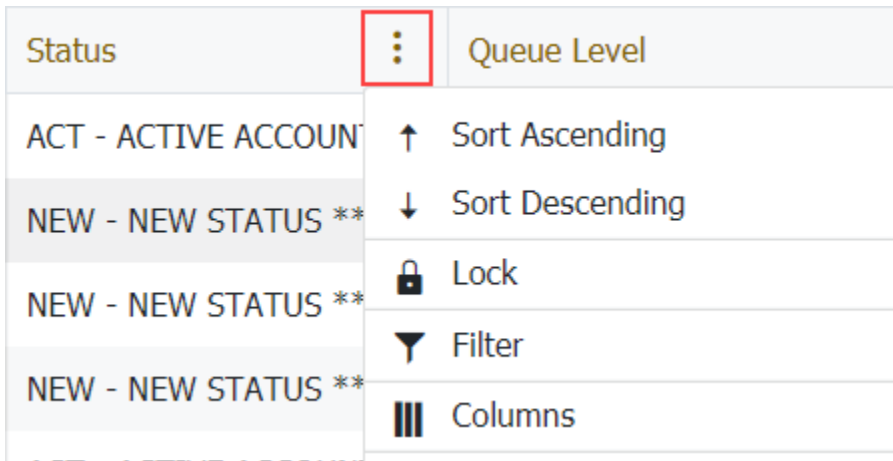 Status Queue Level
ACT - ACTIVE ACCOUNT Sort Ascending
Sort Descending
NEW - NEW STATUS **
Lock
NEW - NEW STATUS **
Filter
NEW - NEW STATUS **
Columns